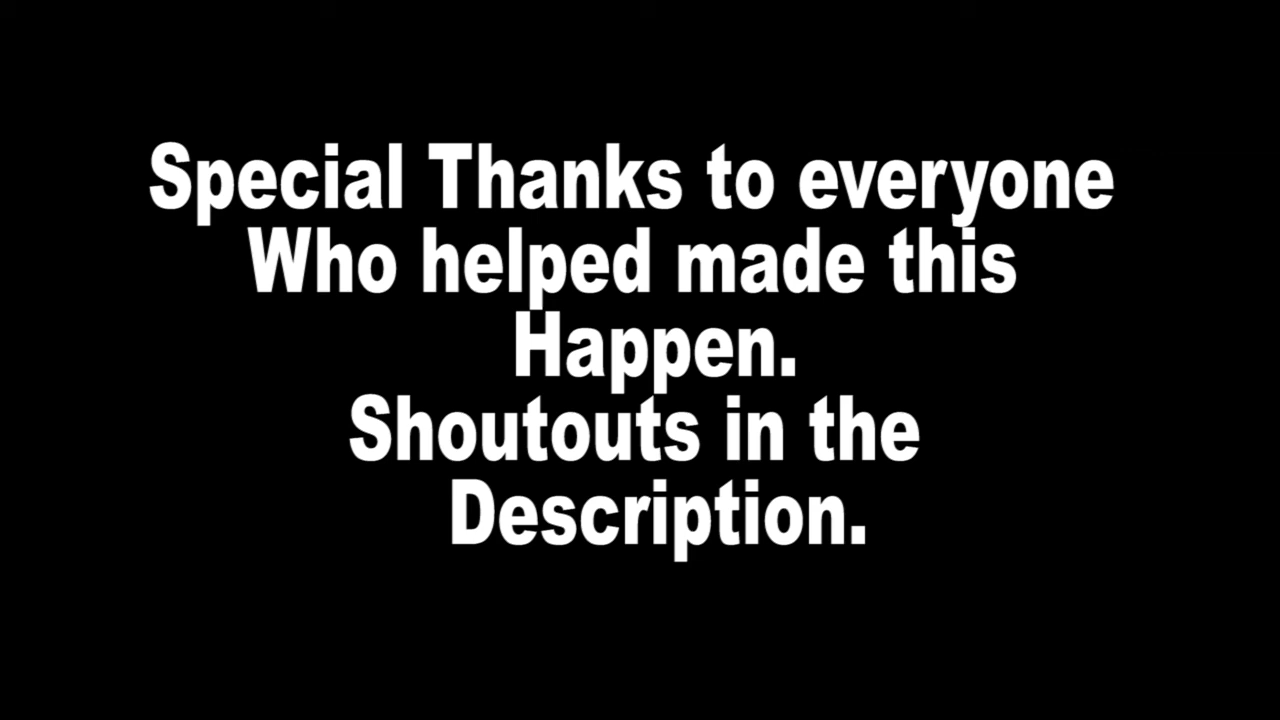 Special Thanks to everyone
Who helped made this
Happen.
Shoutouts in the
Description.